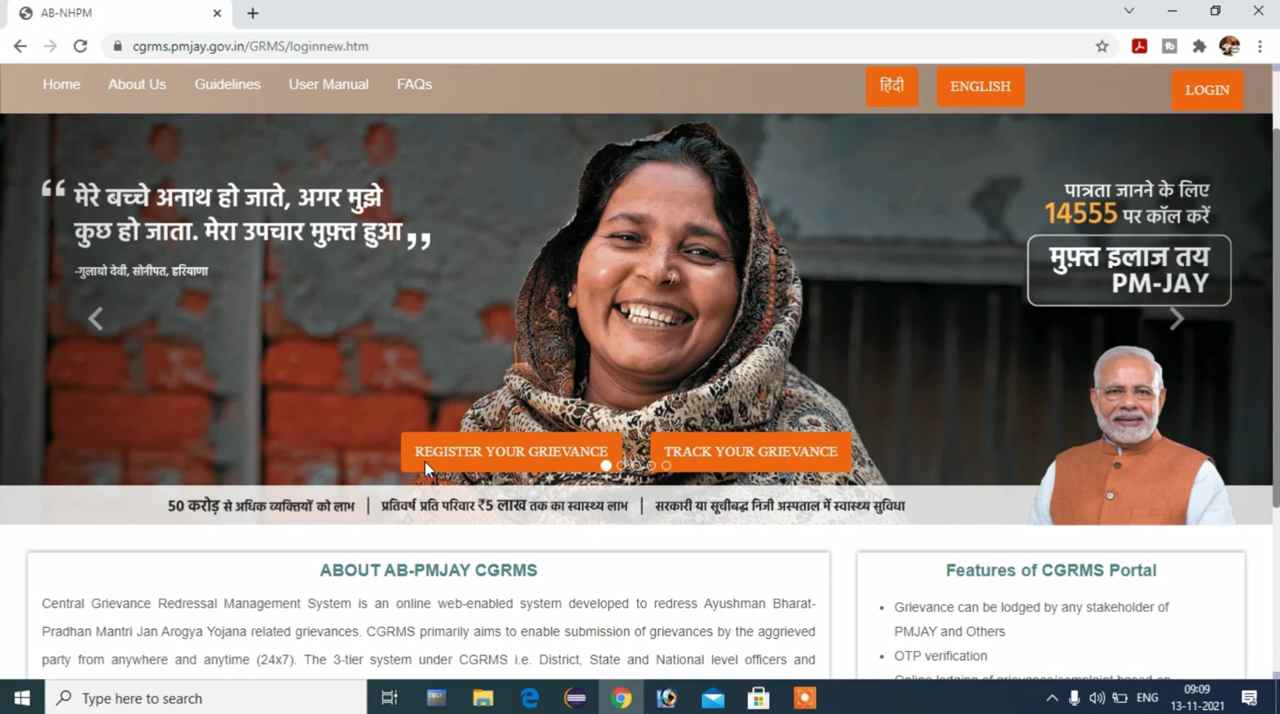 AB-NHPM
cgrms.pmjay.gov.in/GRMS/loginnew.htm
Home About Us Guidelines User Manual FAQs हिंदी ENGLISH LOGIN
“ मेरे बच्चे अनाथ हो जाते, अगर मुझे
कुछ हो जाता. मेरा उपचार मुफ़्त हुआ ,,
-गुलायो देवी, सोनीपत, हरियाणा
पात्रता जानने के लिए
14555 पर कॉल करें
मुफ़्त इलाज तय
PM-JAY
REGISTER YOUR GRIEVANCE TRACK YOUR GRIEVANCE
50 करोड़ से अधिक व्यक्तियों को लाभ | प्रतिवर्ष प्रति परिवार ₹5 लाख तक का स्वास्थ्य लाभ | सरकारी या सूचीबद्ध निजी अस्पताल में स्वास्थ्य सुविधा
ABOUT AB-PMJAY CGRMS
Central Grievance Redressal Management System is an online web-enabled system developed to redress Ayushman Bharat-
Pradhan Mantri Jan Arogya Yojana related grievances. CGRMS primarily aims to enable submission of grievances by the aggrieved
party from anywhere and anytime (24x7). The 3-tier system under CGRMS i.e. District, State and National level officers and
Features of CGRMS Portal
• Grievance can be lodged by any stakeholder of
PMJAY and Others
• OTP verification
Type here to search
ENG
09:09
13-11-2021